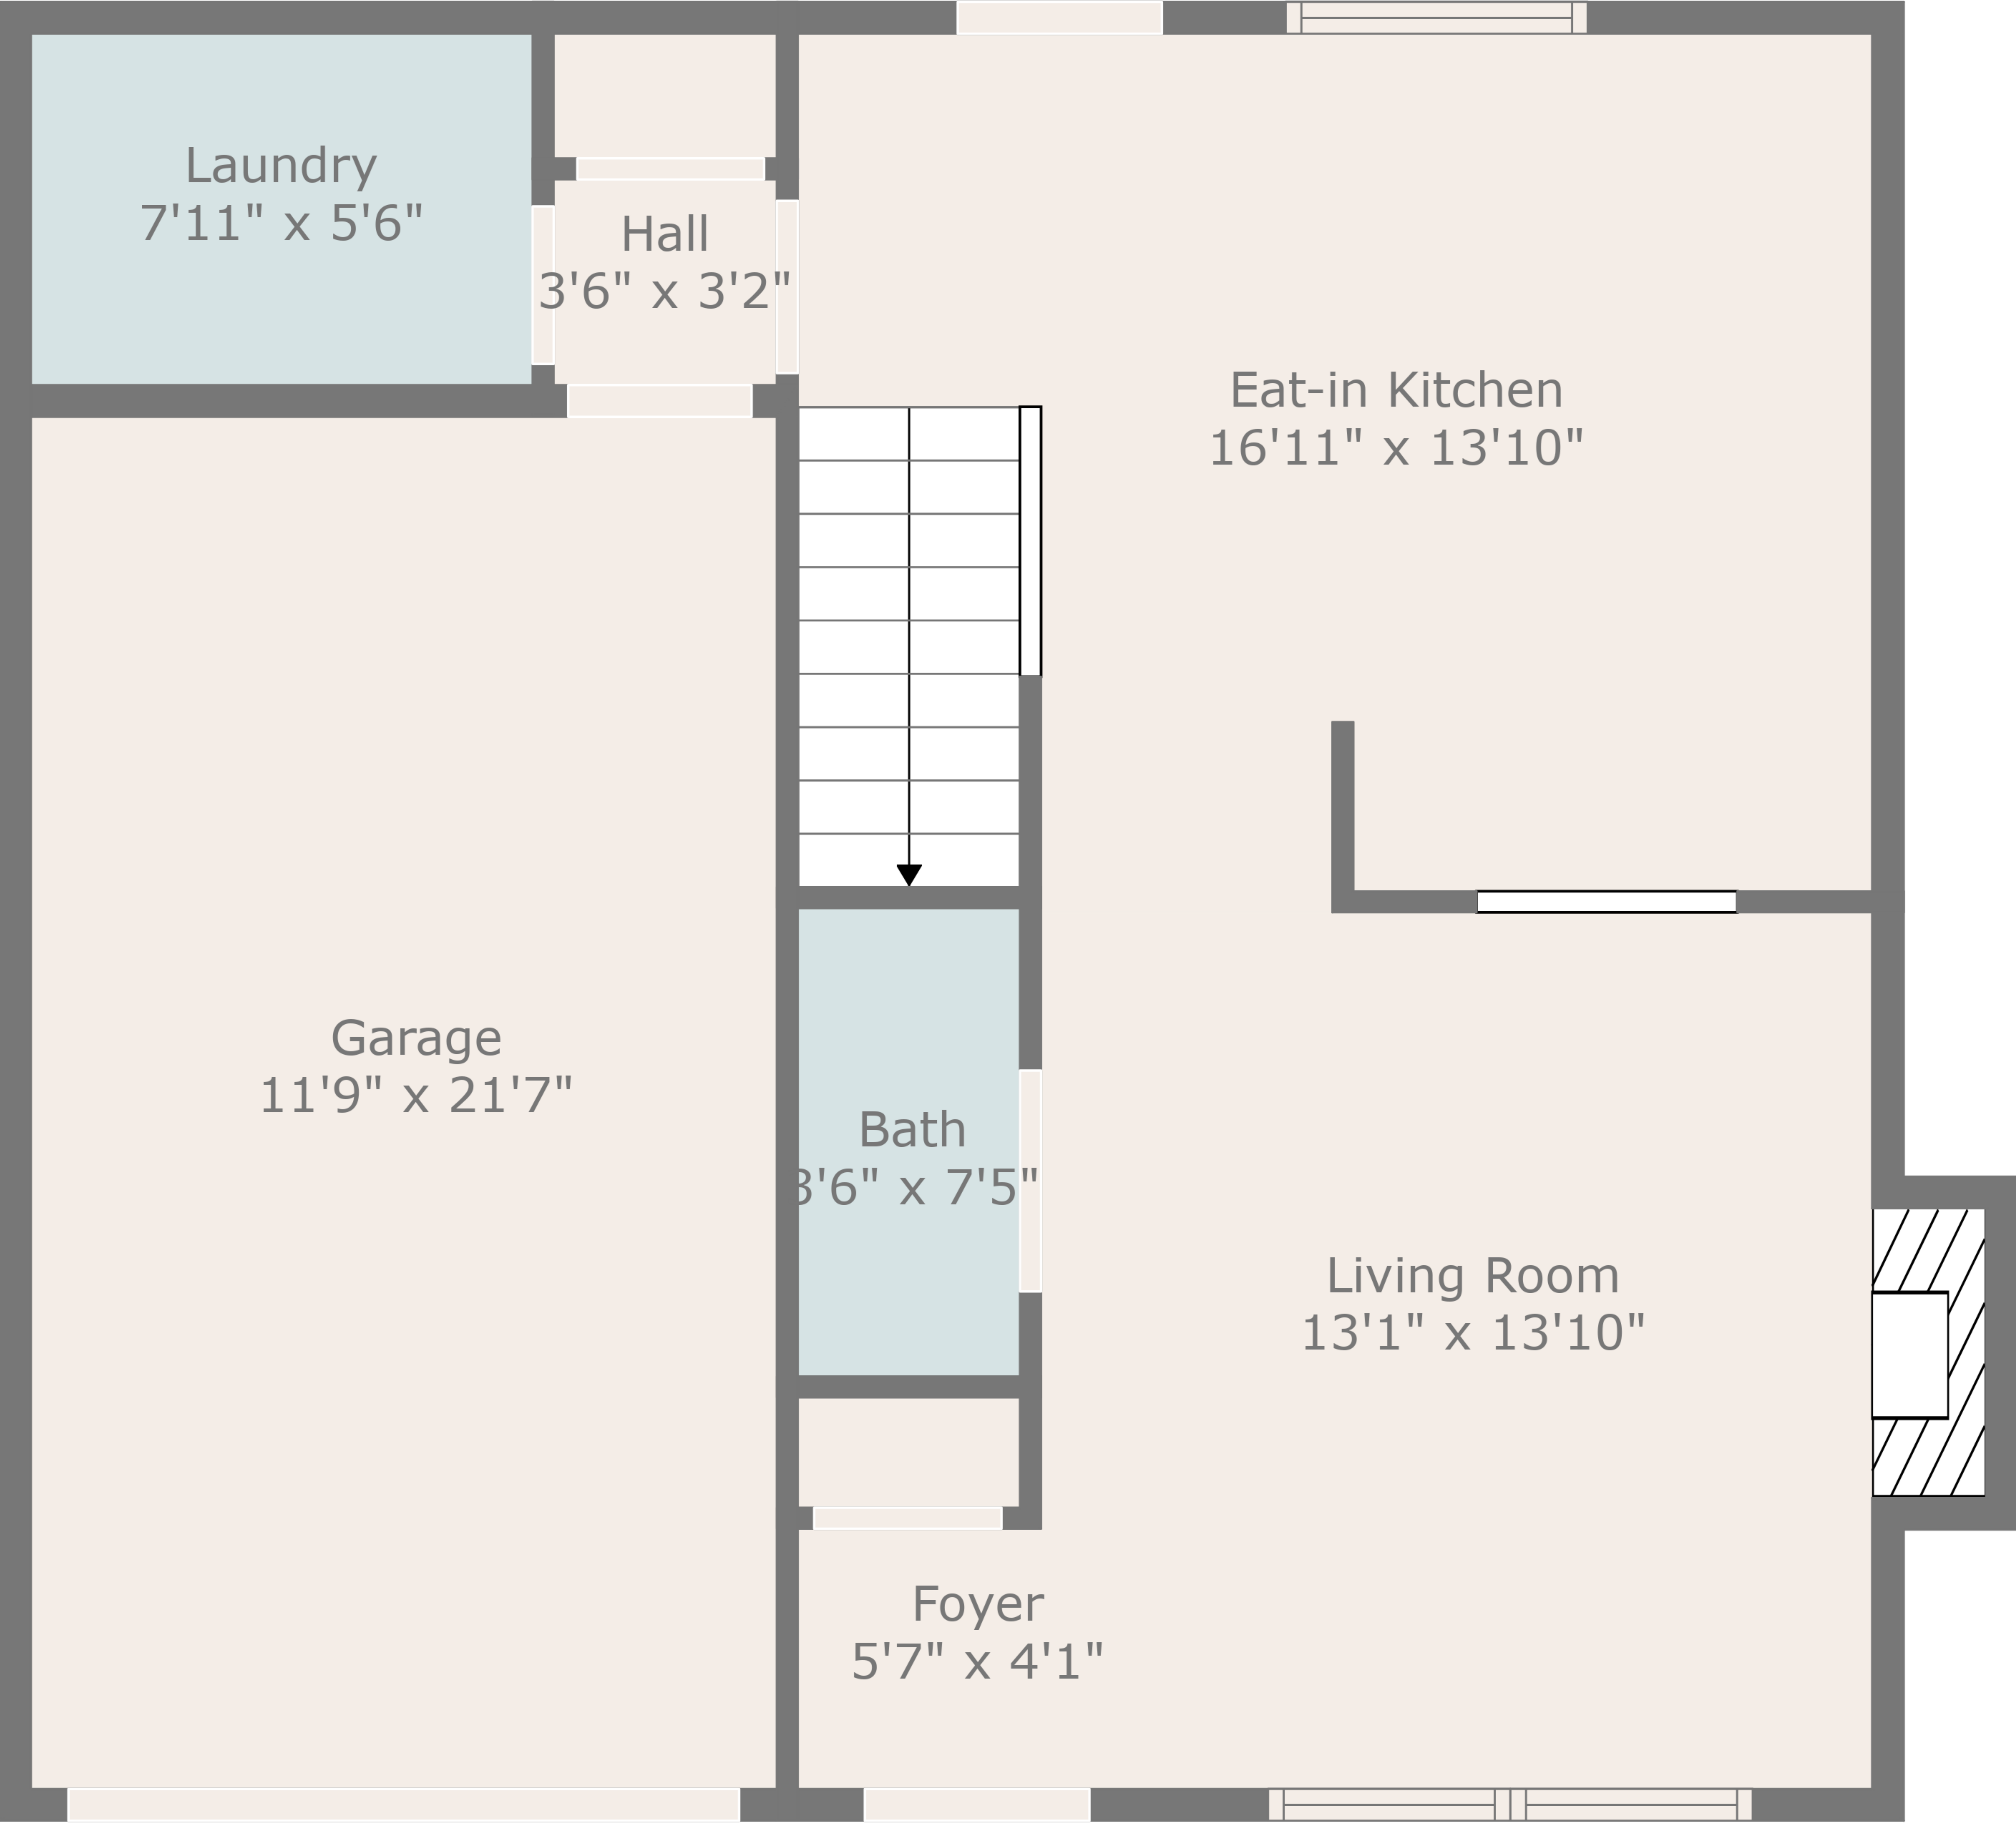 Laundry
7'11" x 5'6"
Hall
3'6" x 3'2"
Eat-in Kitchen
16'11" x 13'10"
Garage
11'9" x 21'7"
Bath
3'6" x 7'5"
Living Room
13'1" x 13'10"
Foyer
5'7" x 4'1"